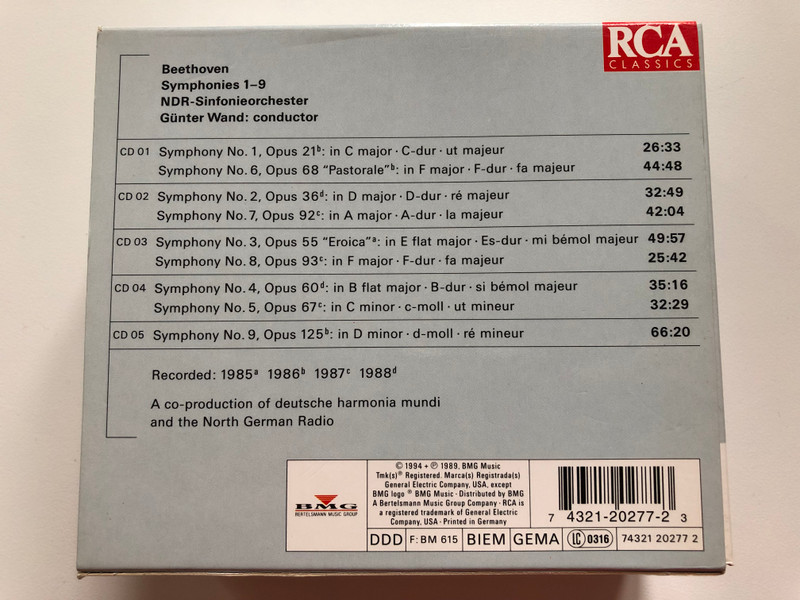 RCA
CLASSICS
Beethoven
Symphonies 1–9
NDR-Sinfonieorchester
Günter Wand: conductor
CD 01 Symphony No. 1, Opus 21ᵇ: in C major · C-dur · ut majeur 26:33
Symphony No. 6, Opus 68 "Pastorale"ᵇ: in F major · F-dur · fa majeur 44:48
CD 02 Symphony No. 2, Opus 36ᵈ: in D major · D-dur · ré majeur 32:49
Symphony No. 7, Opus 92ᶜ: in A major · A-dur · la majeur 42:04
CD 03 Symphony No. 3, Opus 55 "Eroica"ᵃ: in E flat major · Es-dur · mi bémol majeur 49:57
Symphony No. 8, Opus 93ᶜ: in F major · F-dur · fa majeur 25:42
CD 04 Symphony No. 4, Opus 60ᵈ: in B flat major · B-dur · si bémol majeur 35:16
Symphony No. 5, Opus 67ᶜ: in C minor · c-moll · ut mineur 32:29
CD 05 Symphony No. 9, Opus 125ᵇ: in D minor · d-moll · ré mineur 66:20
Recorded: 1985ᵃ 1986ᵇ 1987ᶜ 1988ᵈ
A co-production of deutsche harmonia mundi
and the North German Radio
BMG
BERTELSMANN MUSIC GROUP
© 1994 + ℗ 1989, BMG Music
Tmk(s)® Registered. Marca(s) Registrada(s)
General Electric Company, USA, except
BMG logo ® BMG Music · Distributed by BMG
A Bertelsmann Music Group Company · RCA is
a registered trademark of General Electric
Company, USA · Printed in Germany
7 4321-20277-2 3
DDD F: BM 615 BIEM GEMA LC 0316 74321 20277 2